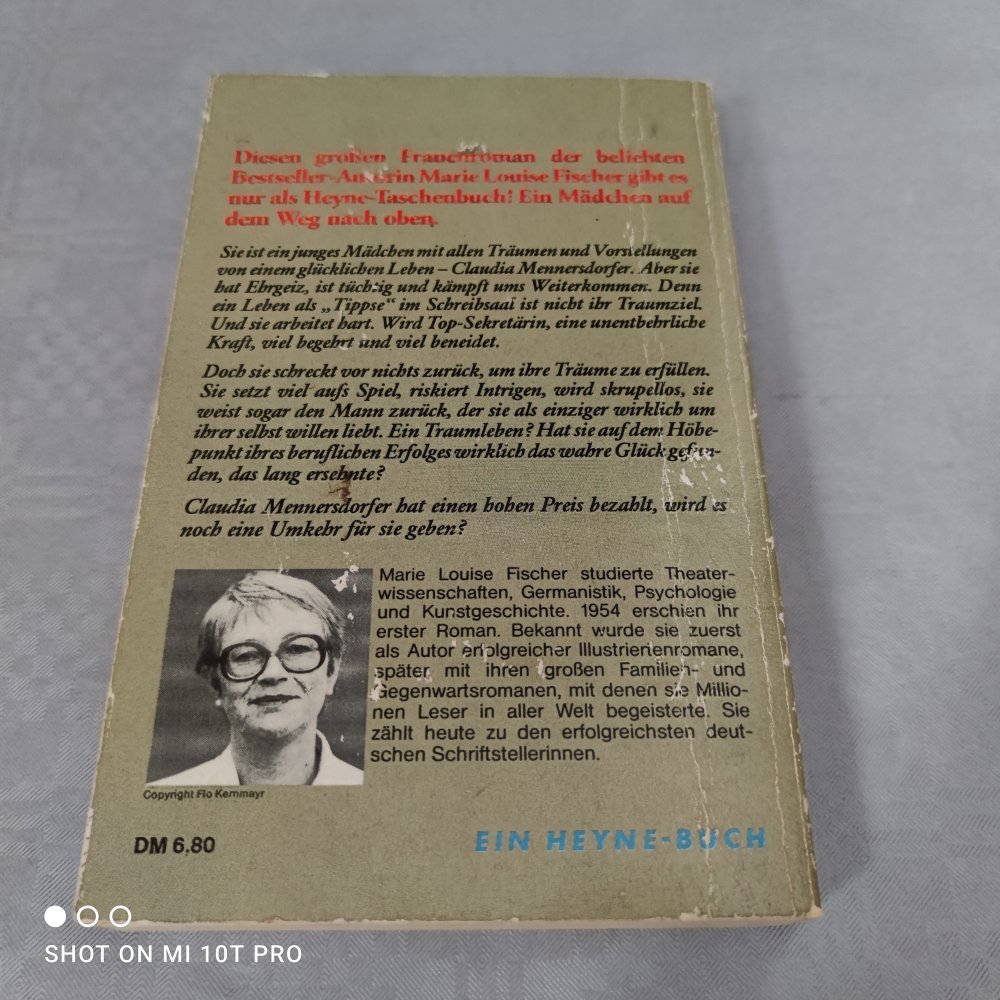 Diesen großen Frauenroman der beliebten
Bestseller-Autorin Marie Louise Fischer gibt es
nur als Heyne-Taschenbuch! Ein Mädchen auf
dem Weg nach oben.
Sie ist ein junges Mädchen mit allen Träumen und Vorstellungen
von einem glücklichen Leben – Claudia Mennersdorfer. Aber sie
hat Ehrgeiz, ist tüchtig und kämpft ums Weiterkommen. Denn
ein Leben als „Tippse“ im Schreibsaal ist nicht ihr Traumziel.
Und sie arbeitet hart. Wird Top-Sekretärin, eine unentbehrliche
Kraft, viel begehrt und viel beneidet.
Doch sie schreckt vor nichts zurück, um ihre Träume zu erfüllen.
Sie setzt viel aufs Spiel, riskiert Intrigen, wird skrupellos, sie
weist sogar den Mann zurück, der sie als einziger wirklich um
ihrer selbst willen liebt. Ein Traumleben? Hat sie auf dem Höhe-
punkt ihres beruflichen Erfolges wirklich das wahre Glück gefun-
den, das lang ersehnte?
Claudia Mennersdorfer hat einen hohen Preis bezahlt, wird es
noch eine Umkehr für sie geben?
Marie Louise Fischer studierte Theater-
wissenschaften, Germanistik, Psychologie
und Kunstgeschichte. 1954 erschien ihr
erster Roman. Bekannt wurde sie zuerst
als Autor erfolgreicher Illustriertenromane,
später mit ihren großen Familien- und
Gegenwartsromanen, mit denen sie Millio-
nen Leser in aller Welt begeisterte. Sie
zählt heute zu den erfolgreichsten deut-
schen Schriftstellerinnen.
Copyright Flo Kernmayr
DM 6.80
EIN HEYNE-BUCH
SHOT ON MI 10T PRO